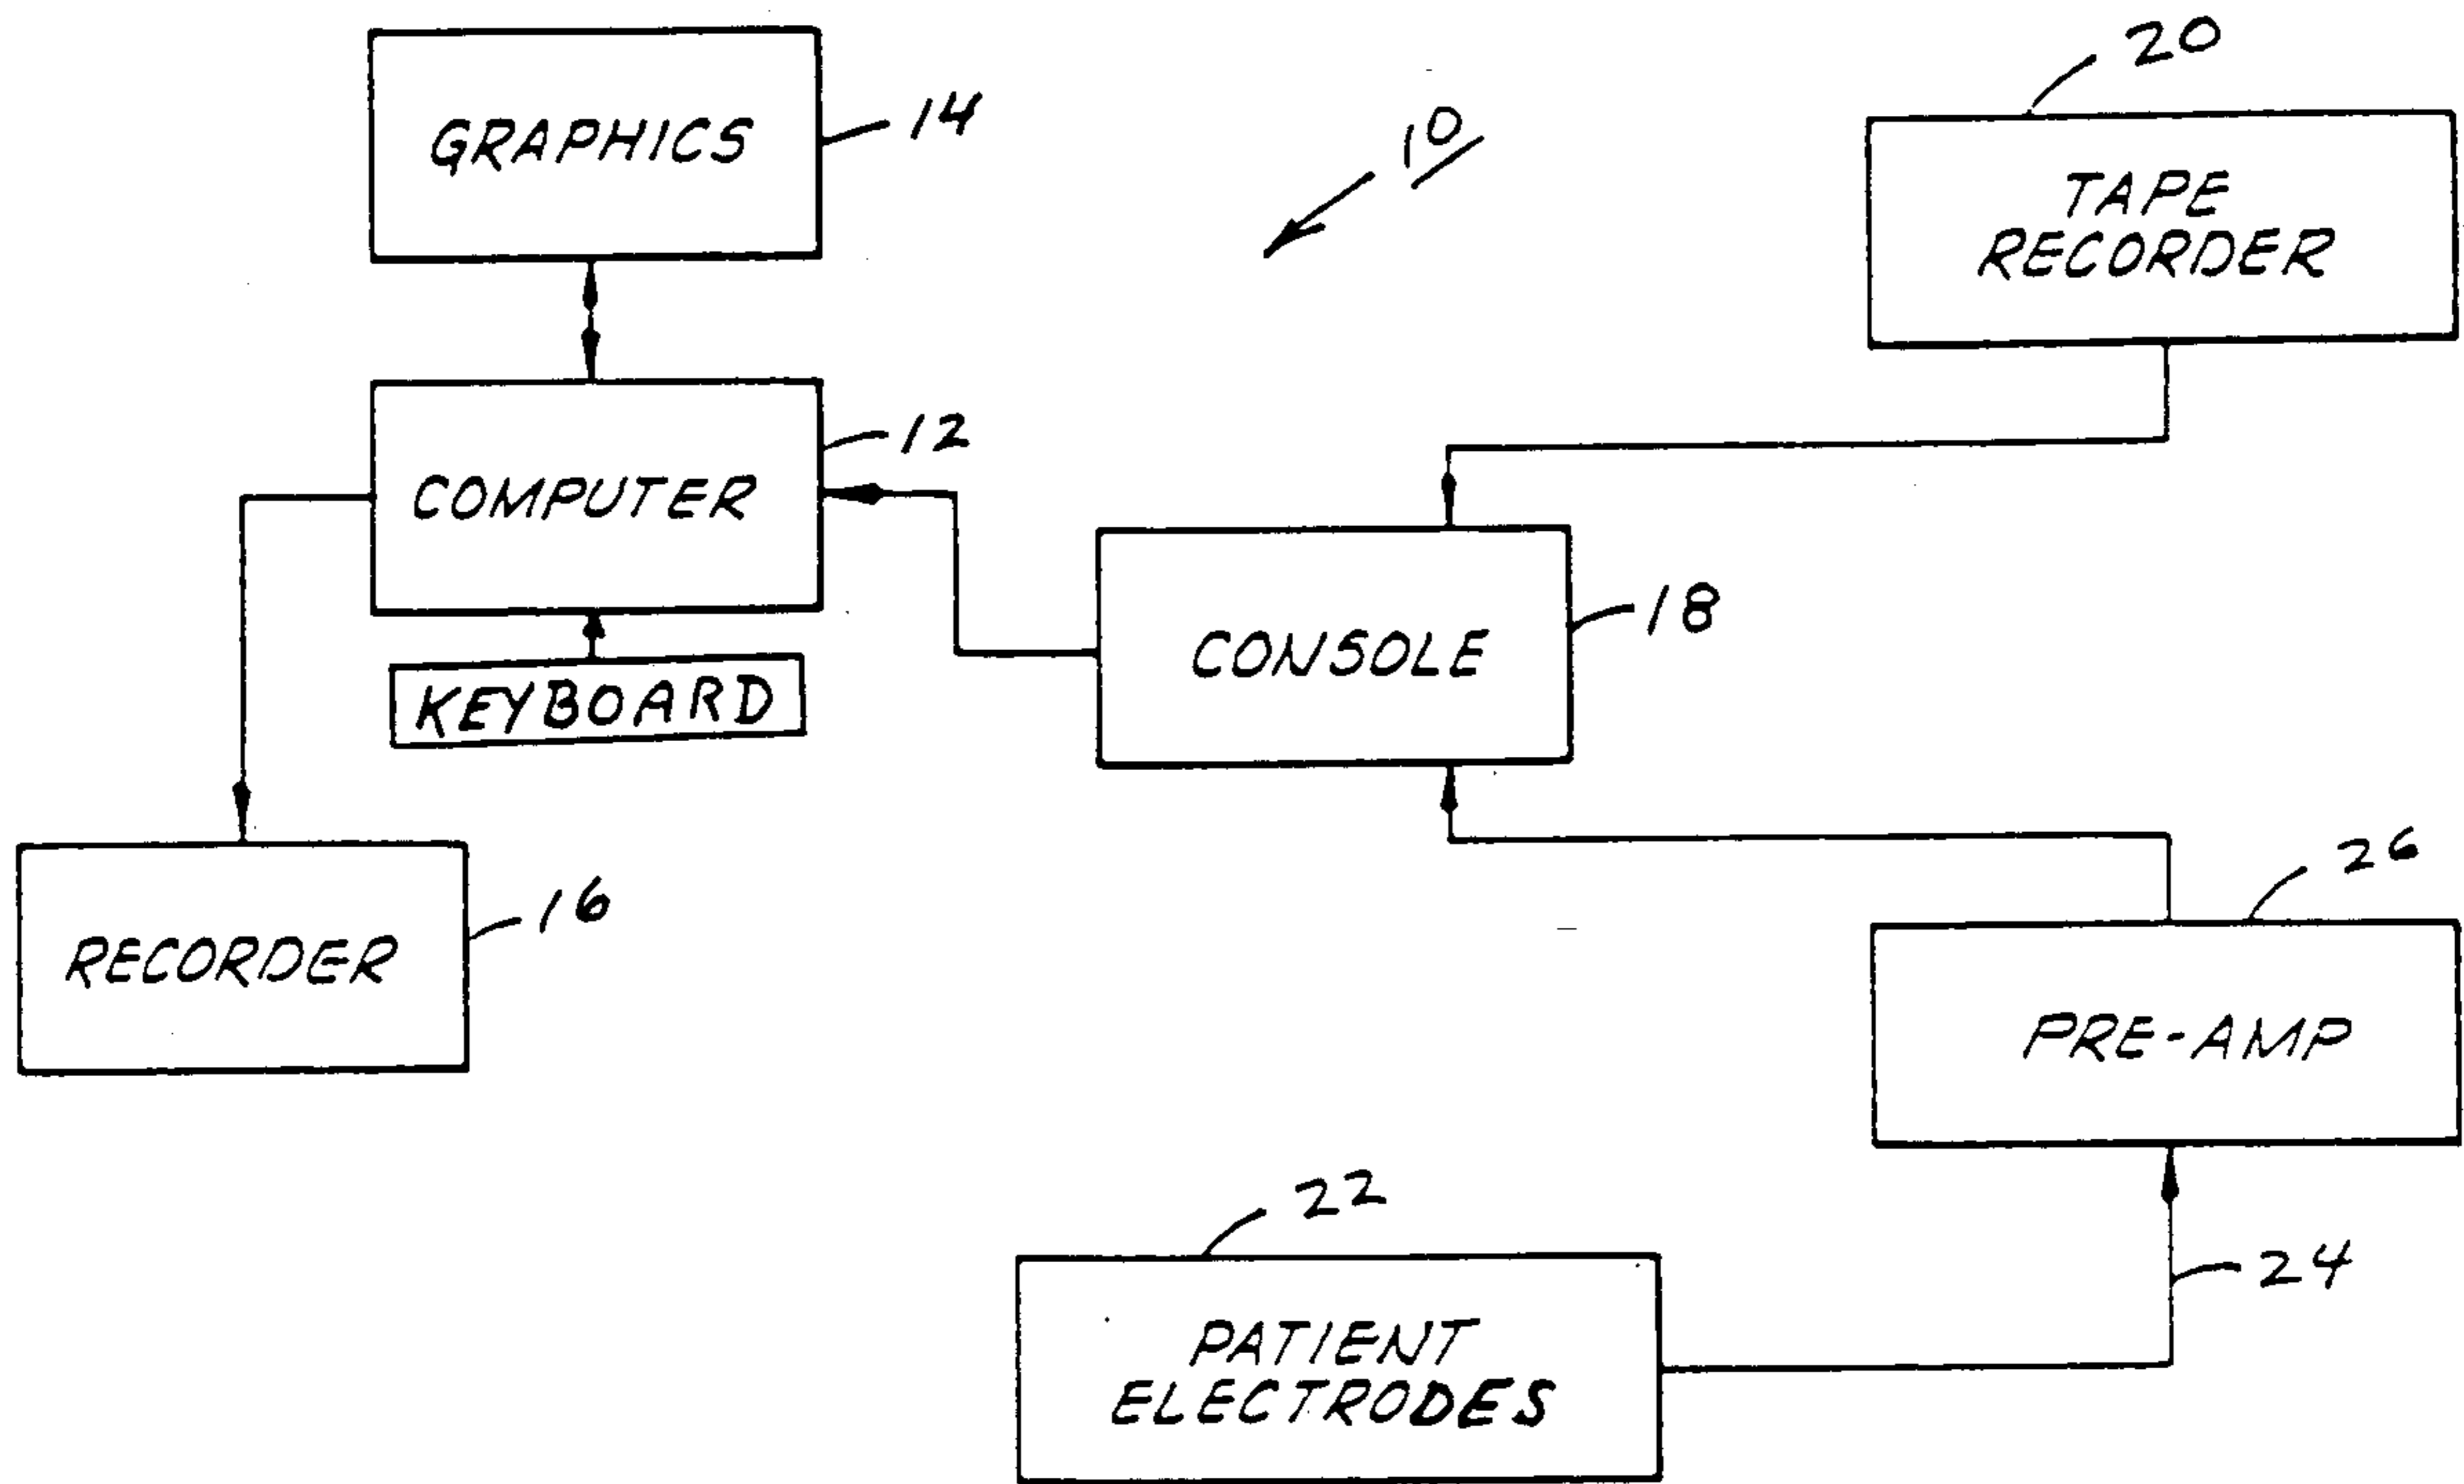 GRAPHICS
14
10
20
TAPE
RECORDER
12
COMPUTER
18
CONSOLE
KEYBOARD
16
RECORDER
26
PRE-AMP
22
24
PATIENT
ELECTRODES